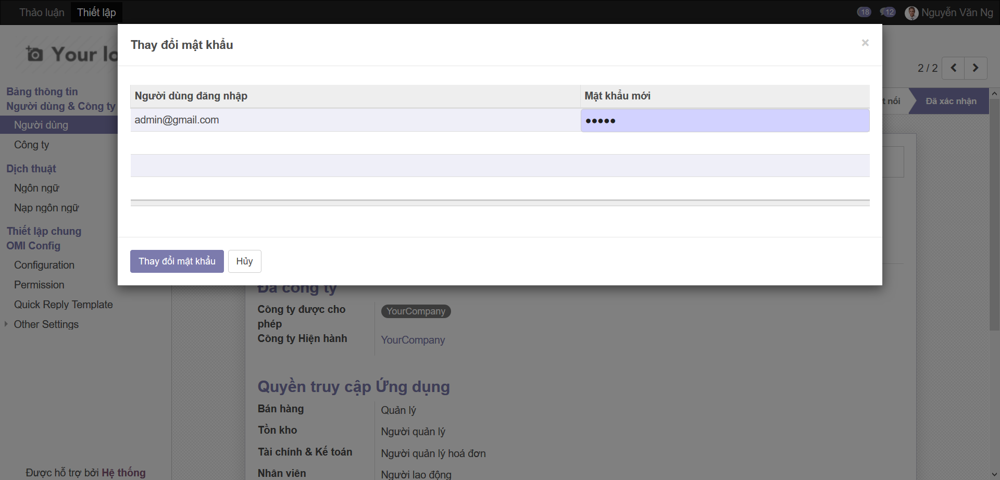 Thảo luận Thiết lập 18 12 Nguyễn Văn Ng
Thay đổi mật khẩu ×
Your lo
2 / 2
Bảng thông tin
Người dùng & Công ty
Người dùng
Công ty
Dịch thuật
Ngôn ngữ
Nạp ngôn ngữ
Thiết lập chung
OMI Config
Configuration
Permission
Quick Reply Template
Other Settings
Được hỗ trợ bởi Hệ thống
Người dùng đăng nhập Mật khẩu mới
admin@gmail.com •••••
Thay đổi mật khẩu Hủy
t nối Đã xác nhận
Đa công ty
Công ty được cho phép YourCompany
Công ty Hiện hành YourCompany
Quyền truy cập Ứng dụng
Bán hàng Quản lý
Tồn kho Người quản lý
Tài chính & Kế toán Người quản lý hoá đơn
Nhân viên Người lao động